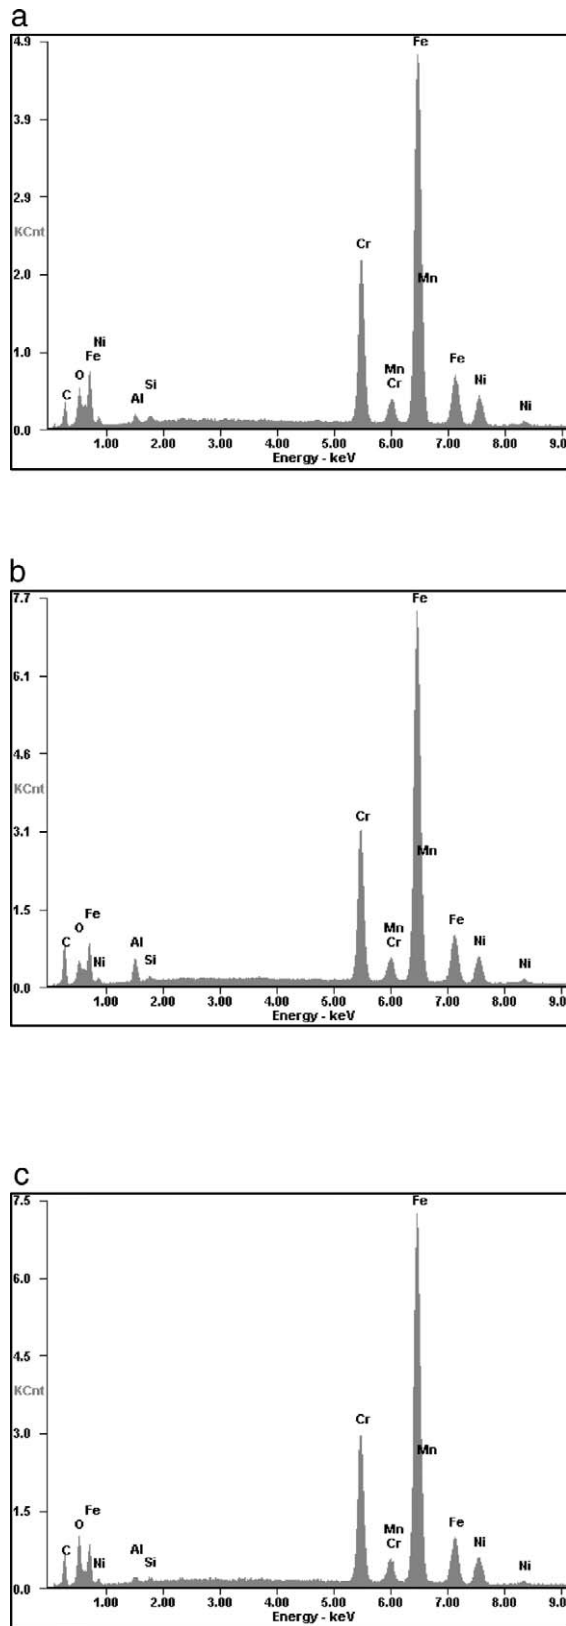 a
Fe
4.9
3.9
2.9
KCnt
Cr
2.0
Mn
1.0
Ni
Fe
O
C
Al
Si
Mn
Cr
Fe
Ni
Ni
0.0
1.00 2.00 3.00 4.00 5.00 6.00 7.00 8.00 9.0
Energy - keV
b
Fe
7.7
6.1
4.6
KCnt
Cr
3.1
Mn
1.5
Fe
O
C
Ni
Al
Si
Mn
Cr
Fe
Ni
Ni
0.0
1.00 2.00 3.00 4.00 5.00 6.00 7.00 8.00 9.0
Energy - keV
c
Fe
7.5
6.0
4.5
KCnt
Cr
3.0
Mn
1.5
Fe
O
C
Ni
Al
Si
Mn
Cr
Fe
Ni
Ni
0.0
1.00 2.00 3.00 4.00 5.00 6.00 7.00 8.00 9.0
Energy - keV